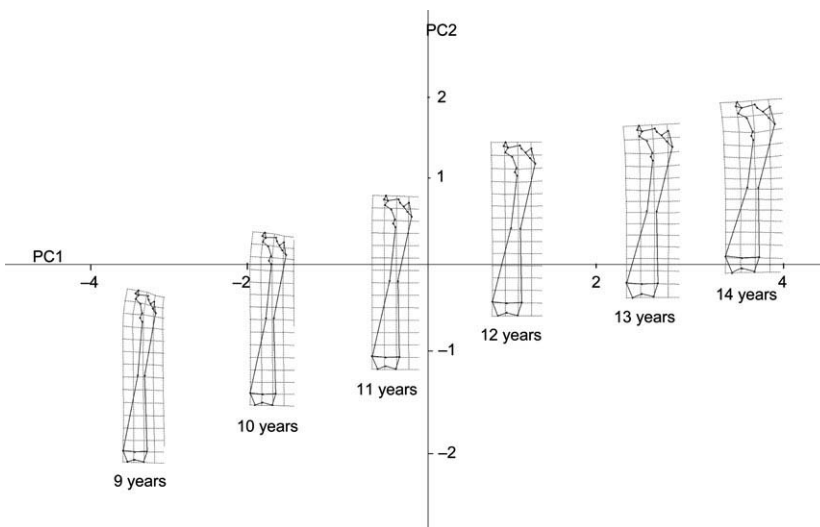 PC2
2
1
PC1
–4
–2
2
4
14 years
13 years
12 years
–1
11 years
10 years
–2
9 years